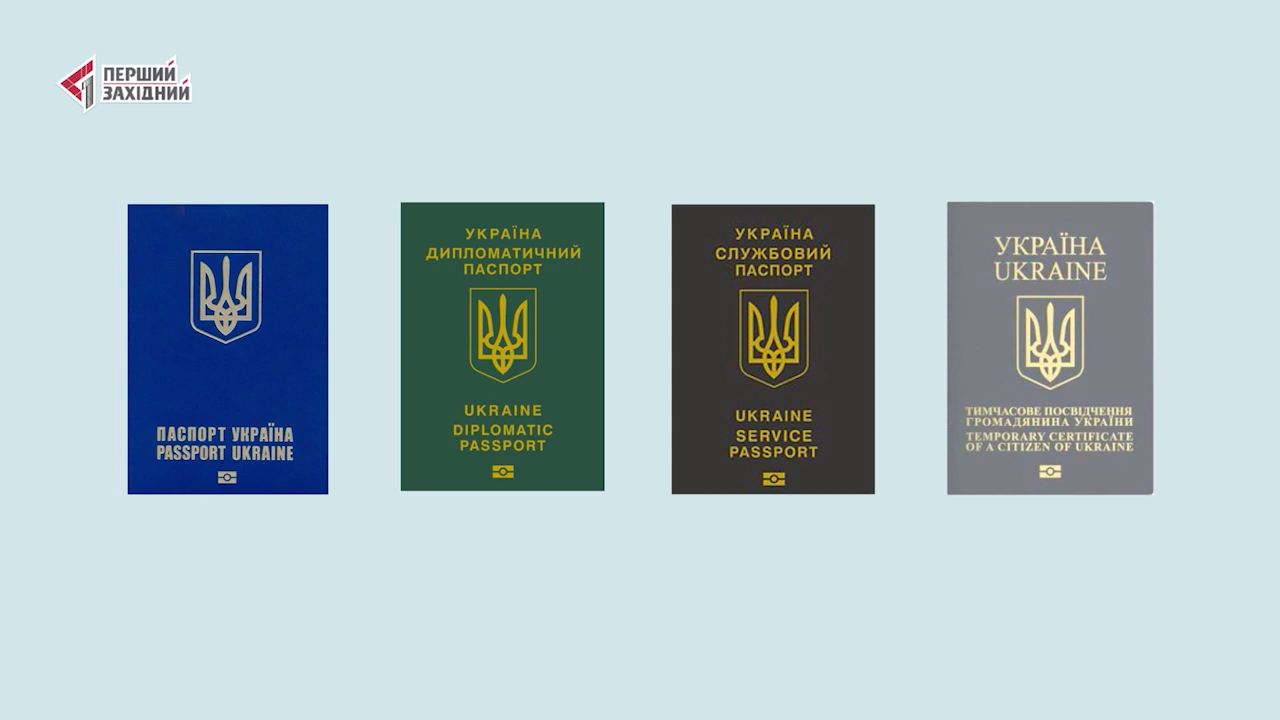 ПЕРШИЙ
ЗАХІДНИЙ
ПАСПОРТ УКРАЇНА
PASSPORT UKRAINE
УКРАЇНА
ДИПЛОМАТИЧНИЙ
ПАСПОРТ
UKRAINE
DIPLOMATIC
PASSPORT
УКРАЇНА
СЛУЖБОВИЙ
ПАСПОРТ
UKRAINE
SERVICE
PASSPORT
УКРАЇНА
UKRAINE
ТИМЧАСОВЕ ПОСВІДЧЕННЯ
ГРОМАДЯНИНА УКРАЇНИ
TEMPORARY CERTIFICATE
OF A CITIZEN OF UKRAINE